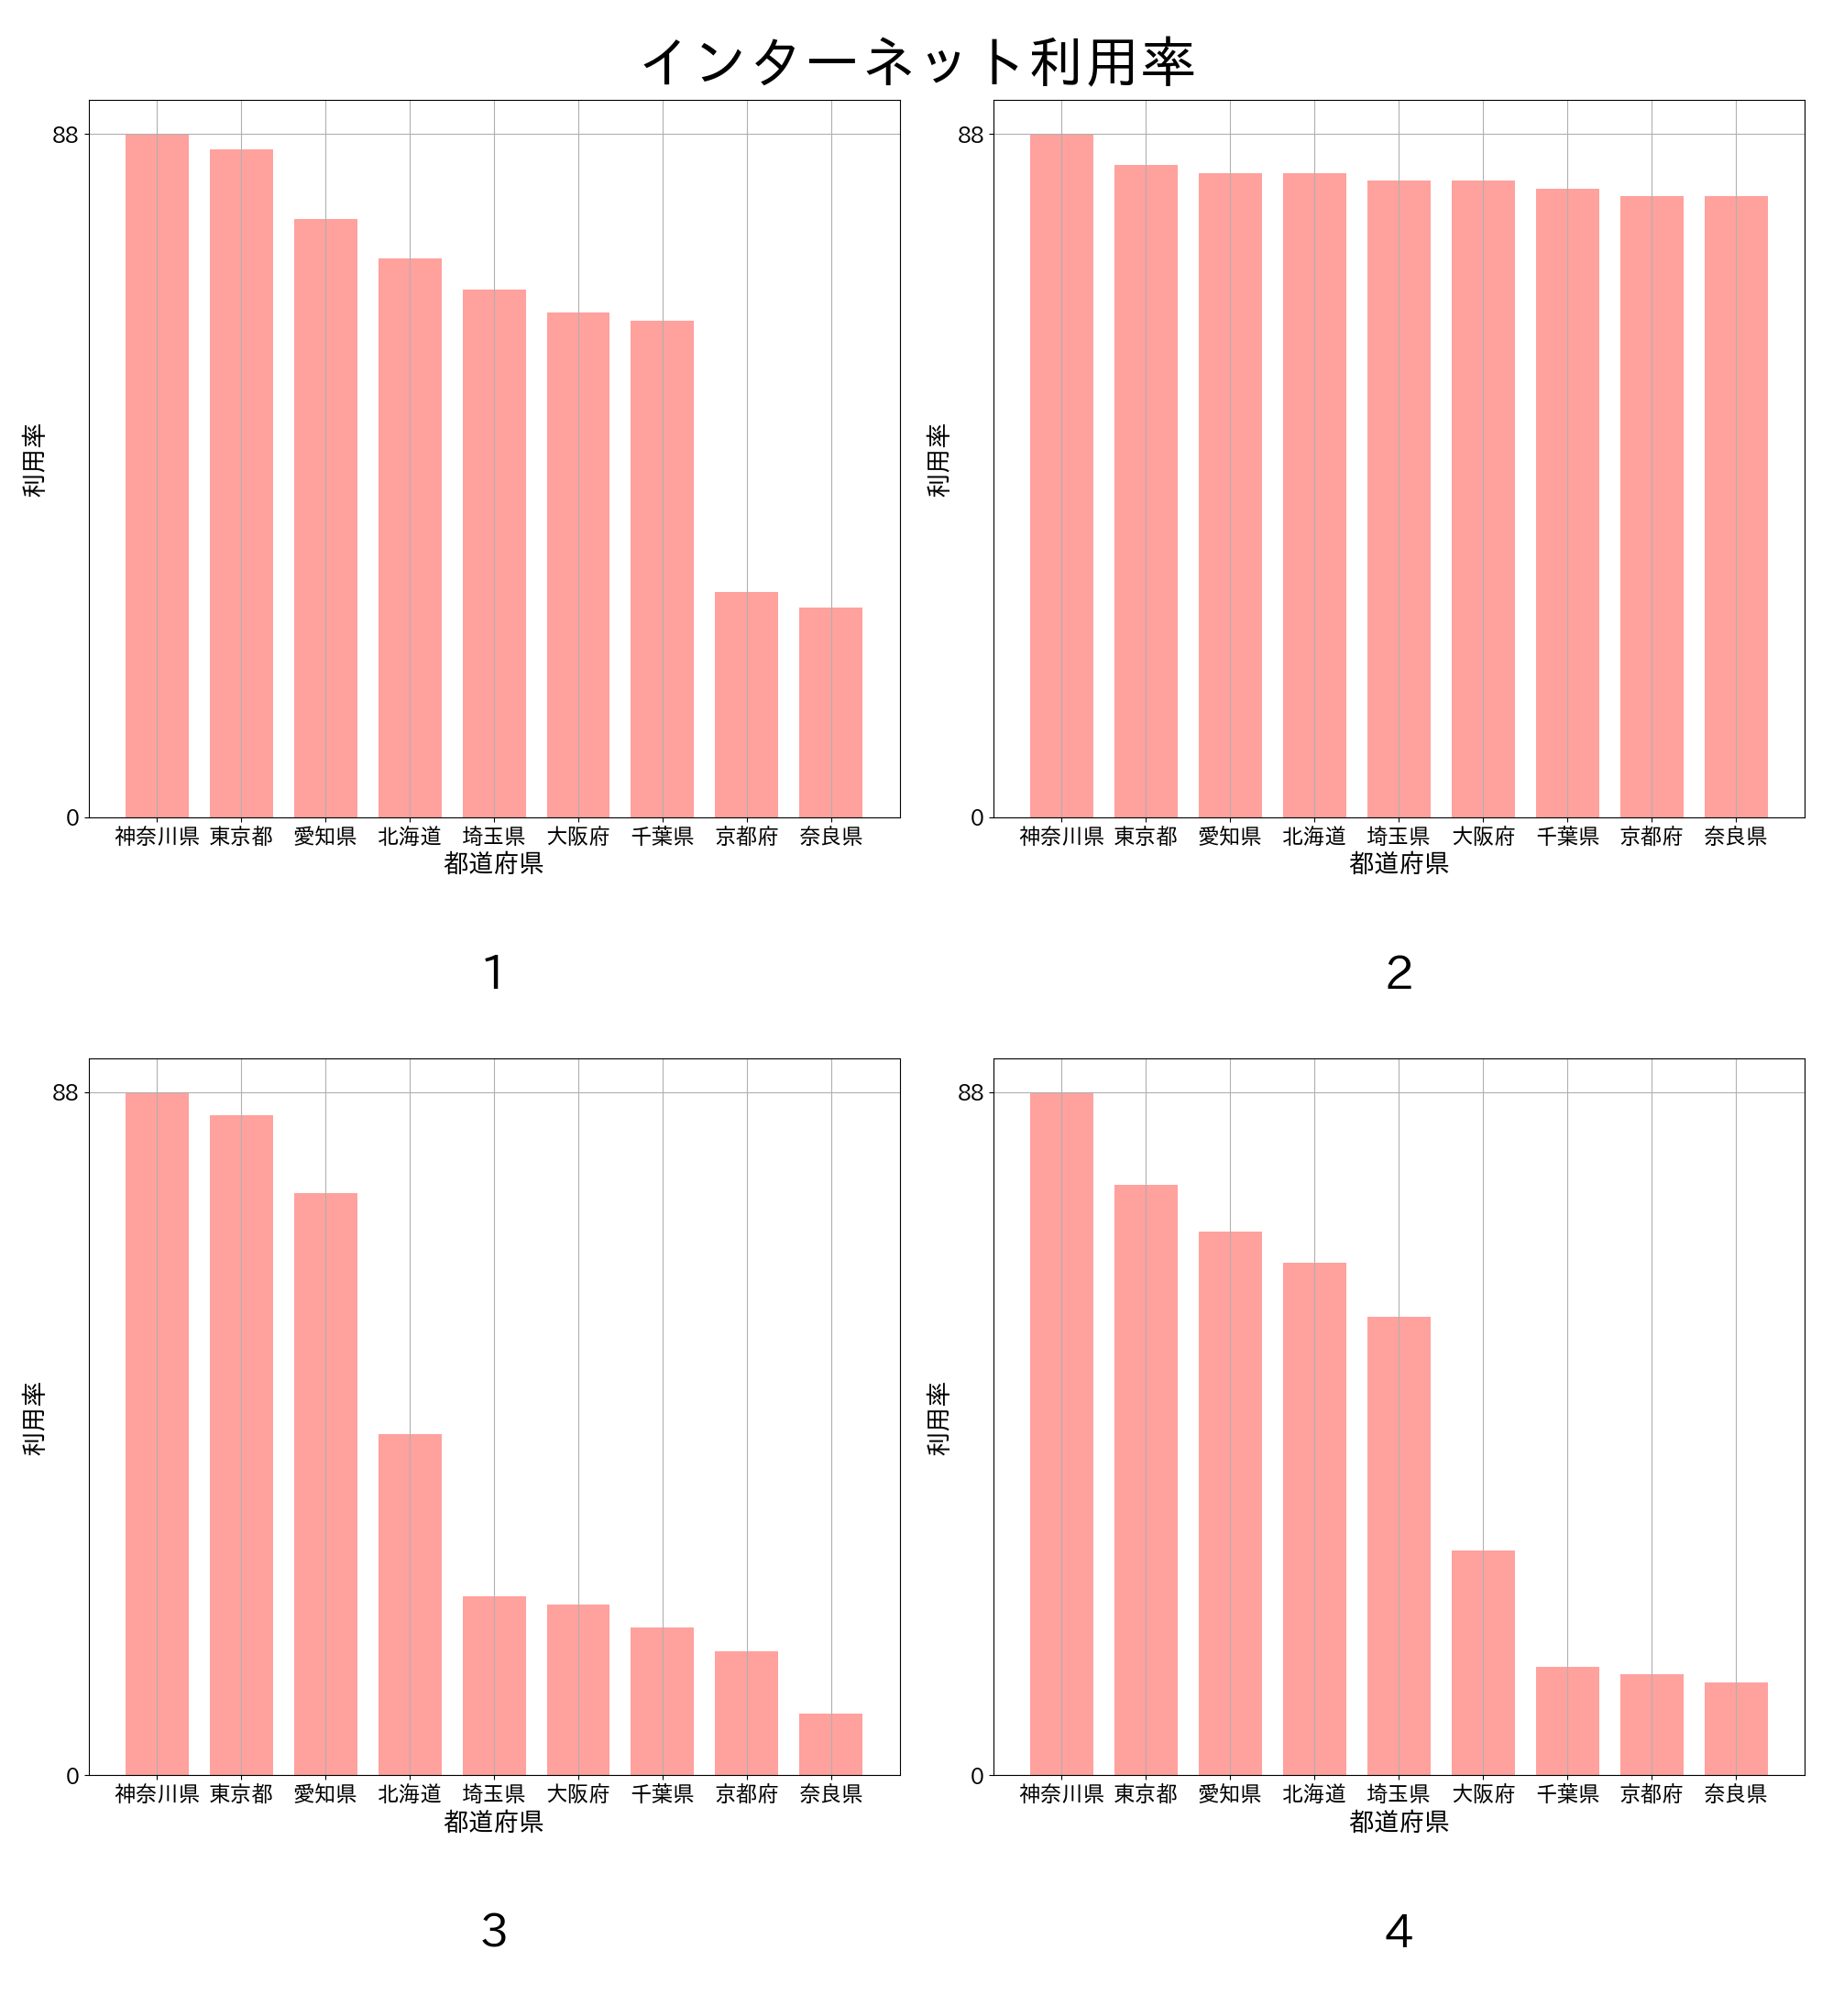 インターネット利用率
88
0
利用率
神奈川県 東京都 愛知県 北海道 埼玉県 大阪府 千葉県 京都府 奈良県
都道府県
1
88
0
利用率
神奈川県 東京都 愛知県 北海道 埼玉県 大阪府 千葉県 京都府 奈良県
都道府県
2
88
0
利用率
神奈川県 東京都 愛知県 北海道 埼玉県 大阪府 千葉県 京都府 奈良県
都道府県
3
88
0
利用率
神奈川県 東京都 愛知県 北海道 埼玉県 大阪府 千葉県 京都府 奈良県
都道府県
4